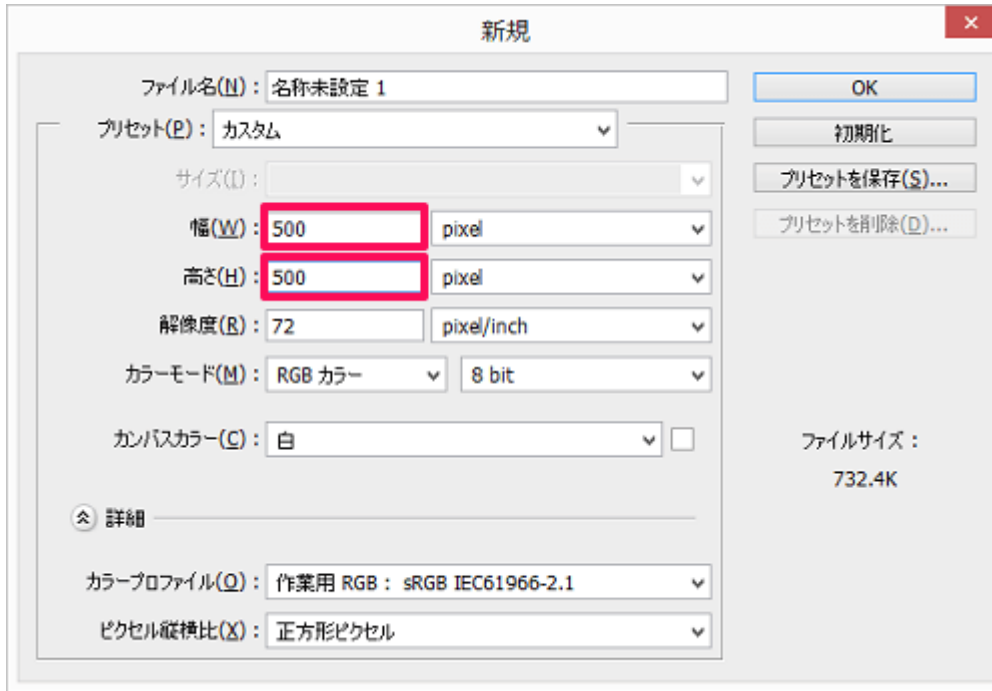 新規
ファイル名(N)： 名称未設定 1
OK
プリセット(P)： カスタム
初期化
サイズ(I)：
プリセットを保存(S)...
幅(W)： 500 pixel
プリセットを削除(D)...
高さ(H)： 500 pixel
解像度(R)： 72 pixel/inch
カラーモード(M)： RGB カラー 8 bit
カンバスカラー(C)： 白
ファイルサイズ：
732.4K
詳細
カラープロファイル(O)： 作業用 RGB： sRGB IEC61966-2.1
ピクセル縦横比(X)： 正方形ピクセル